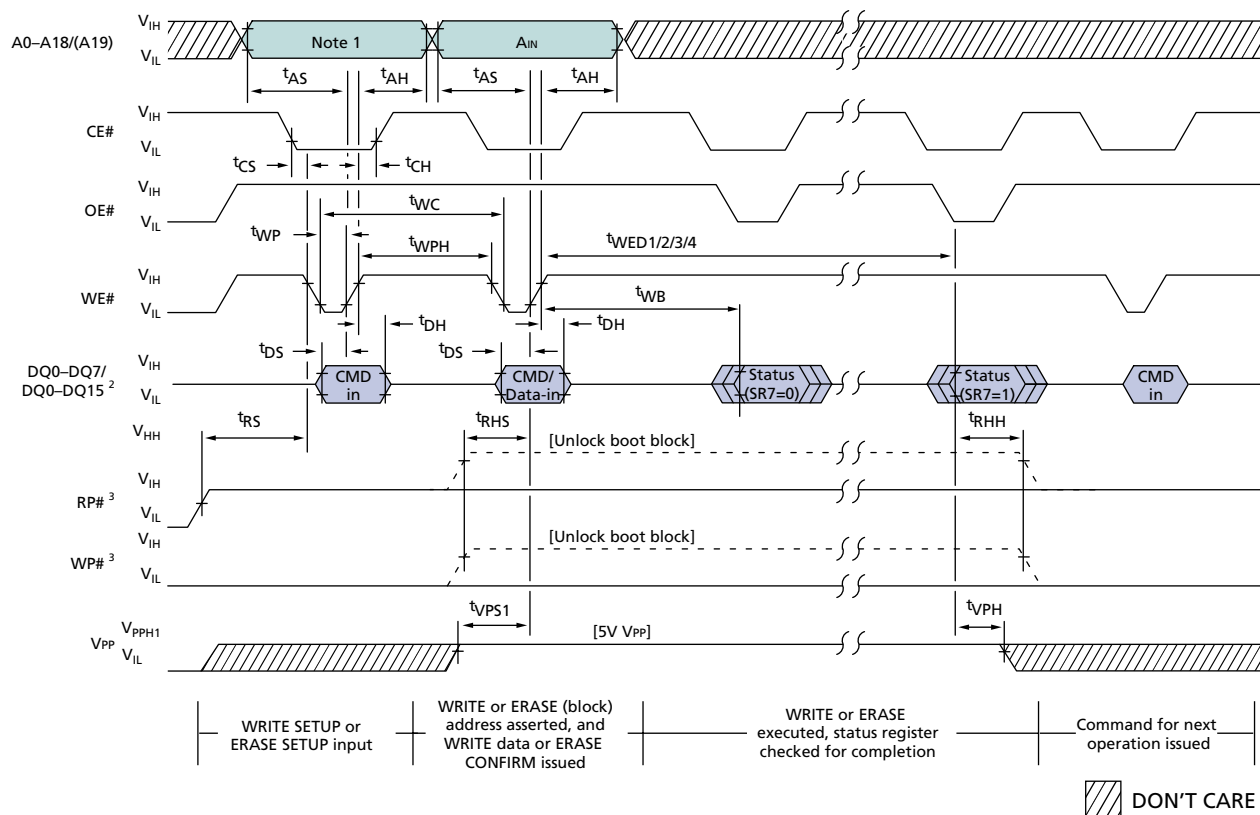 VIH
A0–A18/(A19)
VIL
Note 1
AIN
tAS
tAH
tAS
tAH
VIH
CE#
VIL
tCS
tCH
VIH
OE#
VIL
tWC
tWP
tWPH
tWED1/2/3/4
VIH
WE#
VIL
tWB
tDH
tDH
tDS
tDS
VIH
DQ0–DQ7/
DQ0–DQ15 2
VIL
CMD
in
CMD/
Data-in
Status
(SR7=0)
Status
(SR7=1)
CMD
in
tRS
tRHS
tRHH
VHH
[Unlock boot block]
VIH
RP# 3
VIL
VIH
[Unlock boot block]
WP# 3
VIL
tVPS1
tVPH
VPPH1
VPP
VIL
[5V VPP]
WRITE SETUP or
ERASE SETUP input
WRITE or ERASE (block)
address asserted, and
WRITE data or ERASE
CONFIRM issued
WRITE or ERASE
executed, status register
checked for completion
Command for next
operation issued
DON'T CARE